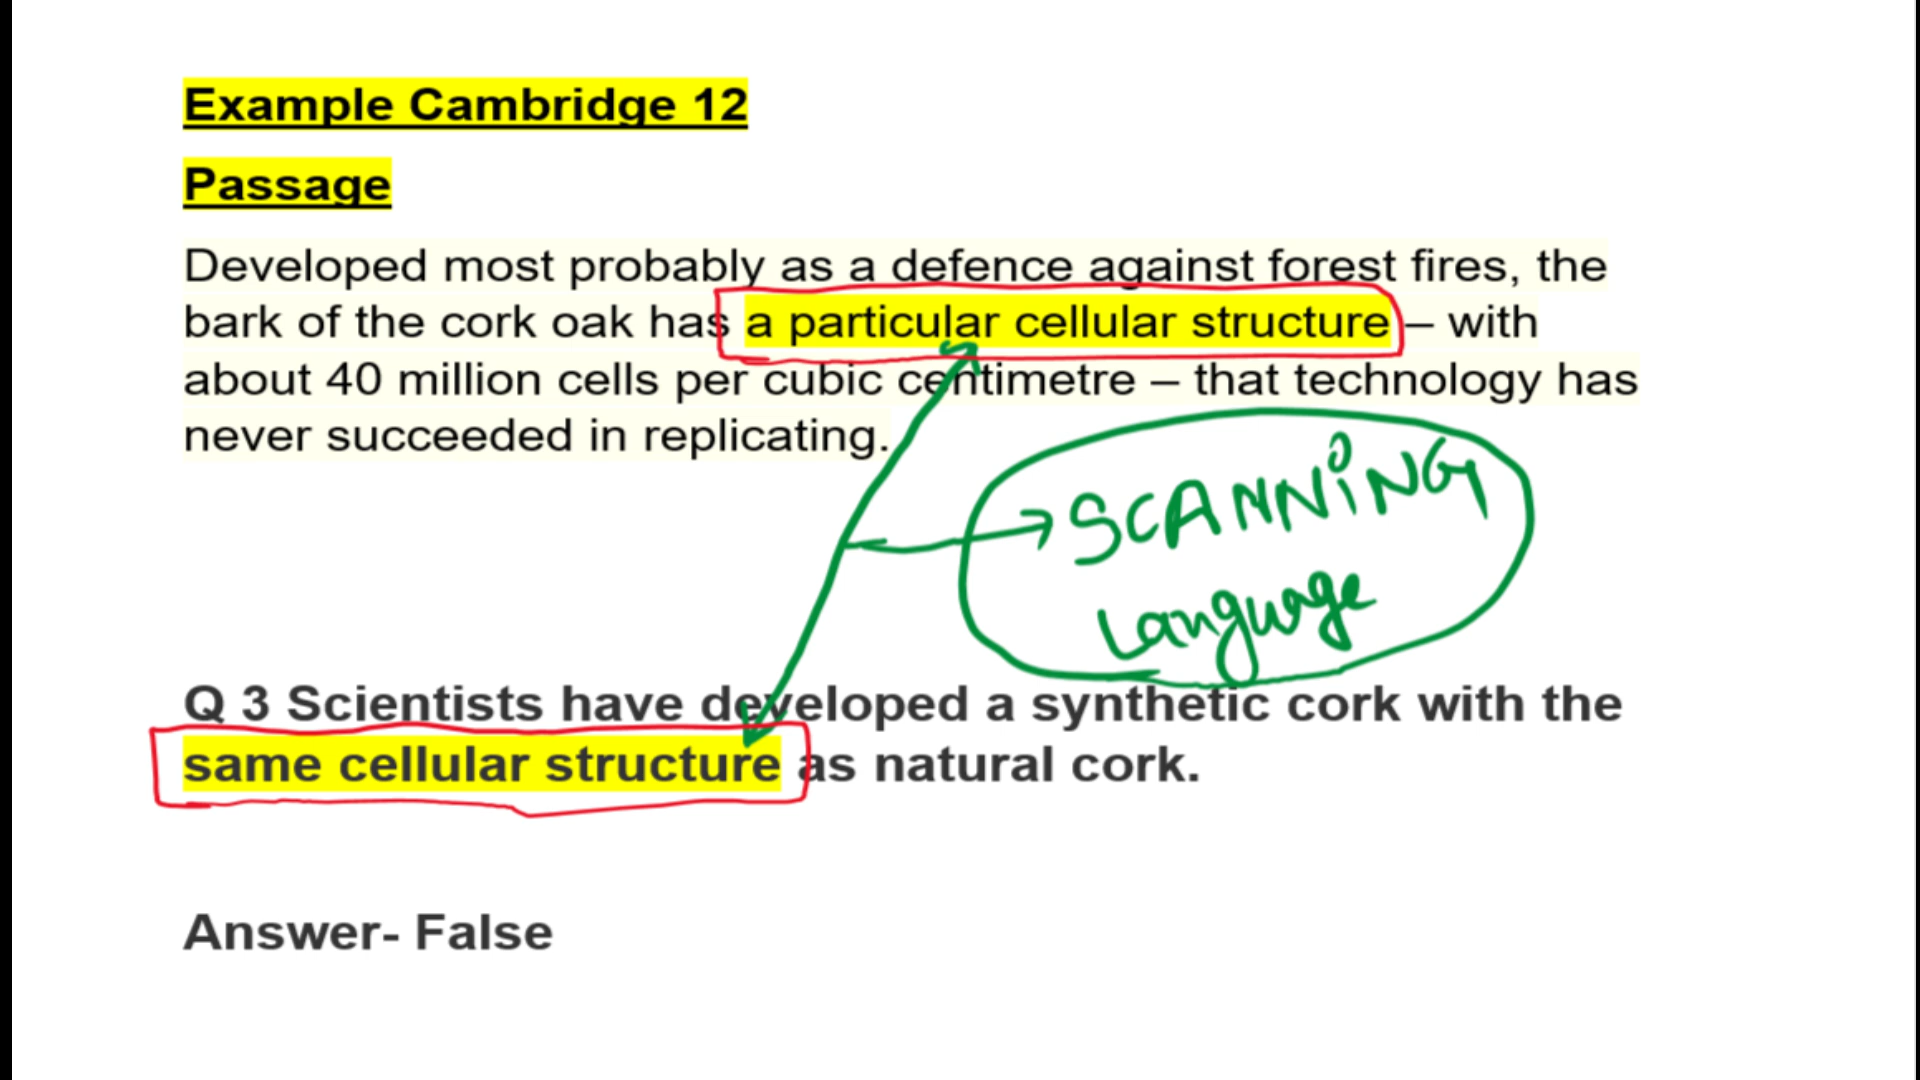 Example Cambridge 12
Passage
Developed most probably as a defence against forest fires, the
bark of the cork oak has a particular cellular structure – with
about 40 million cells per cubic centimetre – that technology has
never succeeded in replicating.
SCANNiNG
Language
Q 3 Scientists have developed a synthetic cork with the
same cellular structure as natural cork.
Answer- False